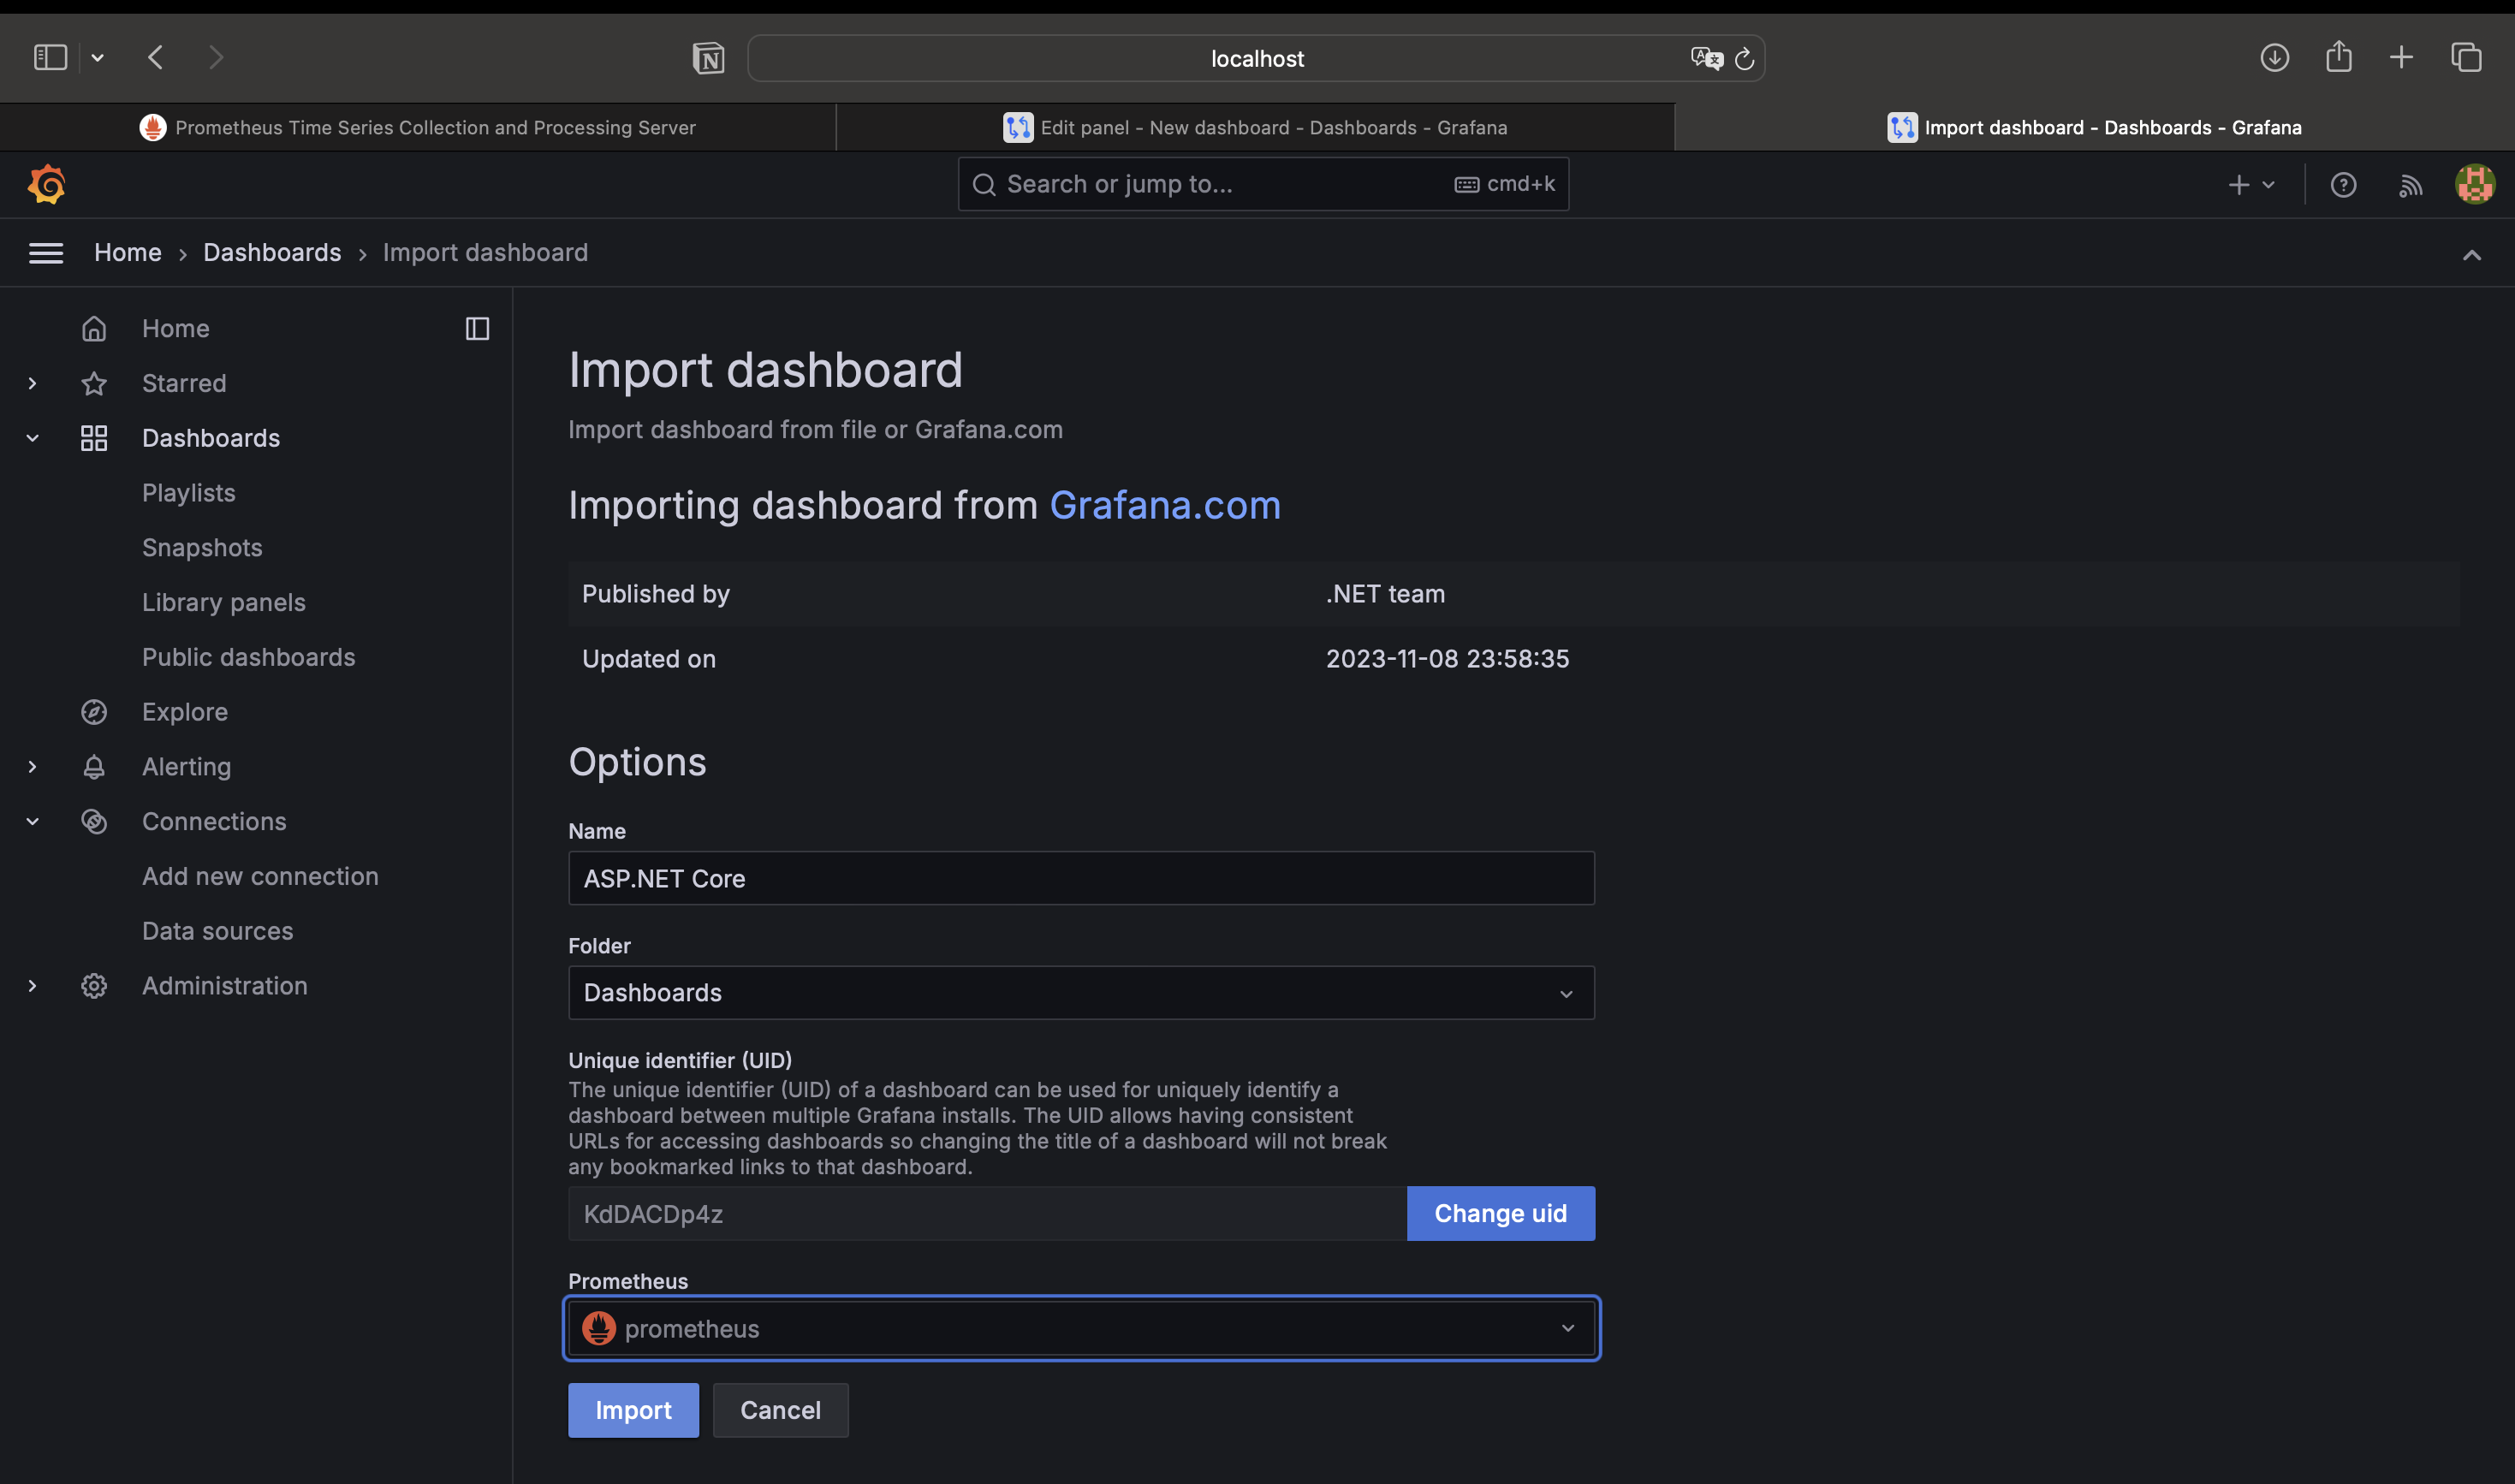 localhost
Prometheus Time Series Collection and Processing Server
Edit panel - New dashboard - Dashboards - Grafana
Import dashboard - Dashboards - Grafana
Search or jump to...
cmd+k
Home › Dashboards › Import dashboard
Home
Starred
Dashboards
Playlists
Snapshots
Library panels
Public dashboards
Explore
Alerting
Connections
Add new connection
Data sources
Administration
Import dashboard
Import dashboard from file or Grafana.com
Importing dashboard from Grafana.com
Published by .NET team
Updated on 2023-11-08 23:58:35
Options
Name
ASP.NET Core
Folder
Dashboards
Unique identifier (UID)
The unique identifier (UID) of a dashboard can be used for uniquely identify a
dashboard between multiple Grafana installs. The UID allows having consistent
URLs for accessing dashboards so changing the title of a dashboard will not break
any bookmarked links to that dashboard.
KdDACDp4z
Change uid
Prometheus
prometheus
Import
Cancel